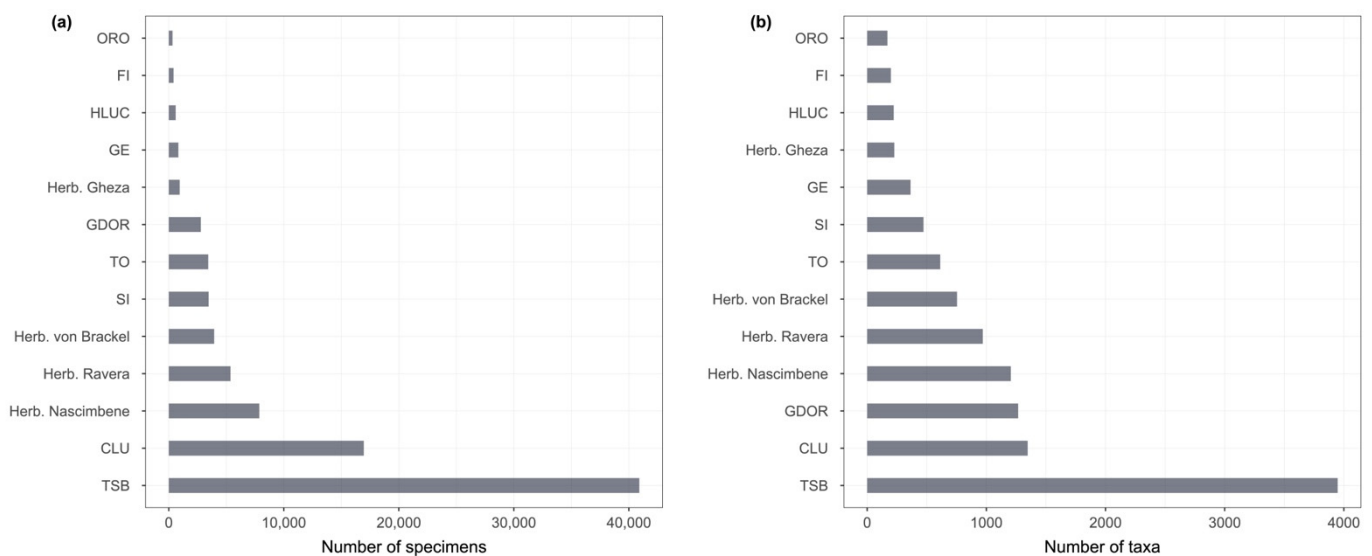 (a)
ORO
FI
HLUC
GE
Herb. Gheza
GDOR
TO
SI
Herb. von Brackel
Herb. Ravera
Herb. Nascimbene
CLU
TSB
0 10,000 20,000 30,000 40,000
Number of specimens
(b)
ORO
FI
HLUC
Herb. Gheza
GE
SI
TO
Herb. von Brackel
Herb. Ravera
Herb. Nascimbene
GDOR
CLU
TSB
0 1000 2000 3000 4000
Number of taxa